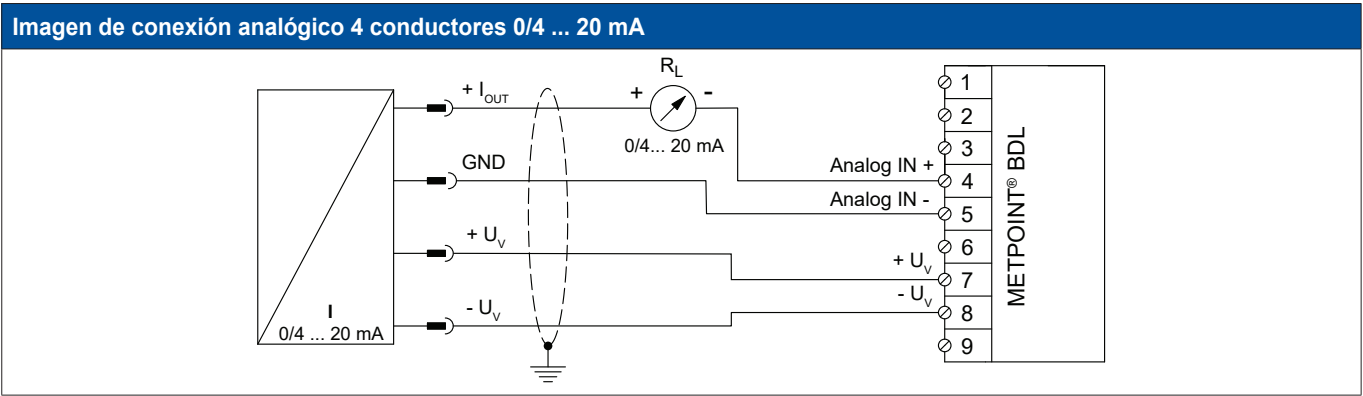 Imagen de conexión analógico 4 conductores 0/4 ... 20 mA
+ I_OUT
GND
+ U_V
- U_V
I
0/4 ... 20 mA
R_L
+ -
0/4... 20 mA
Analog IN +
Analog IN -
+ U_V
- U_V
1
2
3
4
5
6
7
8
9
METPOINT® BDL